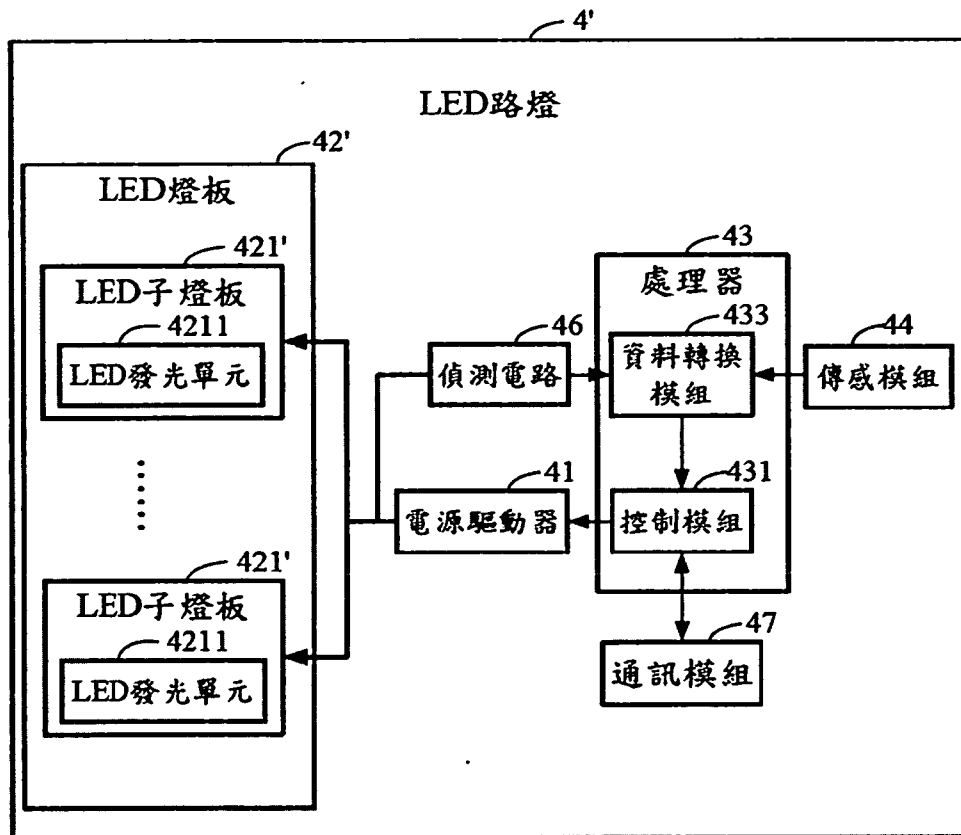 4'
LED路燈
42'
LED燈板
421'
LED子燈板
4211
LED發光單元
......
421'
LED子燈板
4211
LED發光單元
46
偵測電路
41
電源驅動器
43
處理器
433
資料轉換
模組
431
控制模組
44
傳感模組
47
通訊模組